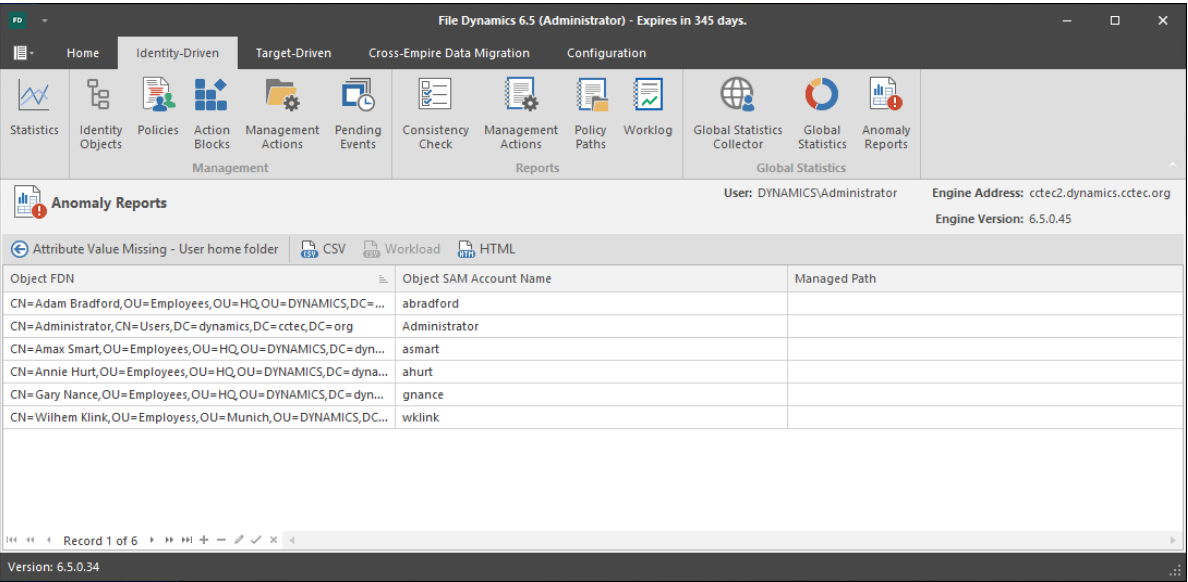 FD
File Dynamics 6.5 (Administrator) - Expires in 345 days.
Home Identity-Driven Target-Driven Cross-Empire Data Migration Configuration
Statistics
Identity Objects
Policies
Action Blocks
Management Actions
Pending Events
Management
Consistency Check
Management Actions
Policy Paths
Worklog
Reports
Global Statistics Collector
Global Statistics
Anomaly Reports
Global Statistics
Anomaly Reports
User: DYNAMICS\Administrator Engine Address: cctec2.dynamics.cctec.org
Engine Version: 6.5.0.45
Attribute Value Missing - User home folder CSV CSV CSV Workload HTM HTML
Object FDN Object SAM Account Name Managed Path
CN=Adam Bradford,OU=Employees,OU=HQ,OU=DYNAMICS,DC=... abradford
CN=Administrator,CN=Users,DC=dynamics,DC=cctec,DC=org Administrator
CN=Amax Smart,OU=Employees,OU=HQ,OU=DYNAMICS,DC=dyn... asmart
CN=Annie Hurt,OU=Employees,OU=HQ,OU=DYNAMICS,DC=dyna... ahurt
CN=Gary Nance,OU=Employees,OU=HQ,OU=DYNAMICS,DC=dyn... gnance
CN=Wilhem Klink,OU=Employess,OU=Munich,OU=DYNAMICS,DC... wklink
Record 1 of 6
Version: 6.5.0.34